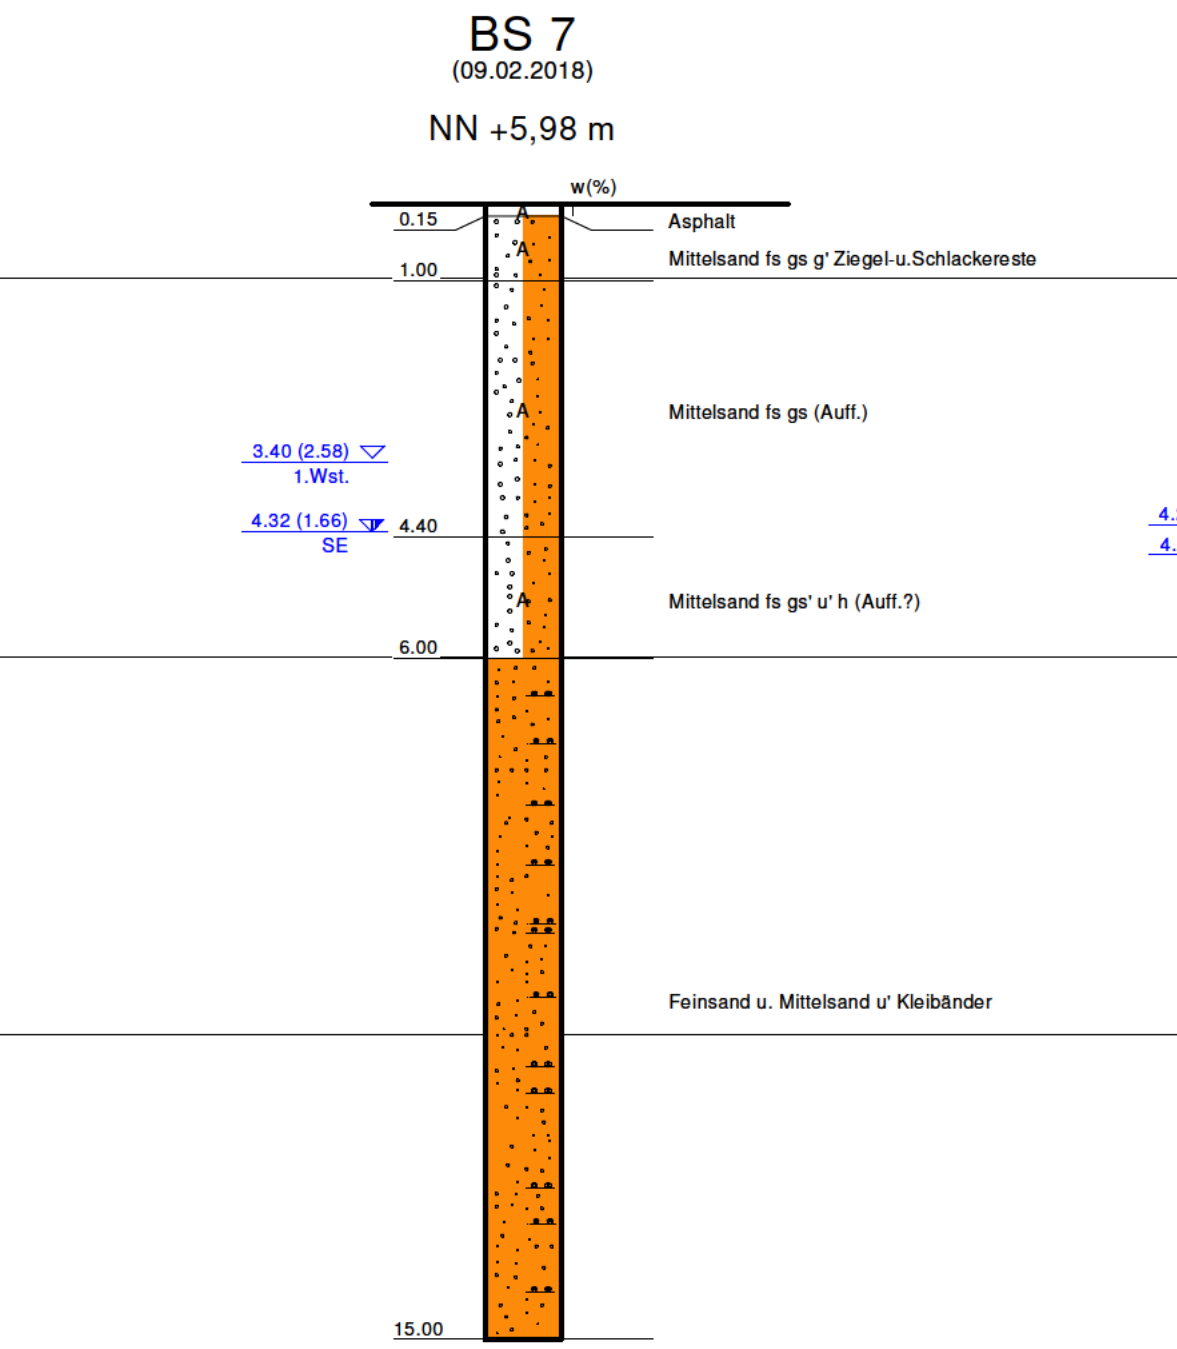 BS 7
(09.02.2018)
NN +5,98 m
w(%)
0.15
A
Asphalt
A
Mittelsand fs gs g' Ziegel-u.Schlackereste
1.00
A
Mittelsand fs gs (Auff.)
3.40 (2.58)
1.Wst.
4.32 (1.66)
SE
4.40
4.
4.
A
Mittelsand fs gs' u' h (Auff.?)
6.00
Feinsand u. Mittelsand u' Kleibänder
15.00